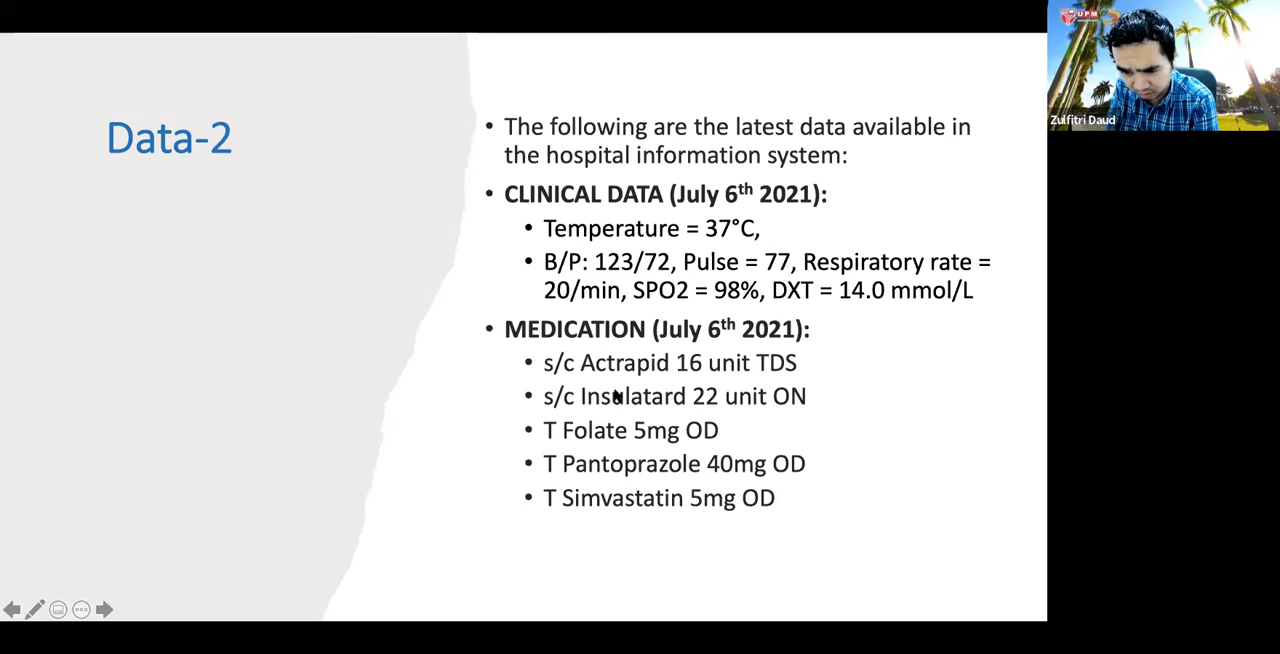 UPM
Zulfitri Daud
Data-2
• The following are the latest data available in
the hospital information system:
• CLINICAL DATA (July 6th 2021):
• Temperature = 37°C,
• B/P: 123/72, Pulse = 77, Respiratory rate =
20/min, SPO2 = 98%, DXT = 14.0 mmol/L
• MEDICATION (July 6th 2021):
• s/c Actrapid 16 unit TDS
• s/c Insulatard 22 unit ON
• T Folate 5mg OD
• T Pantoprazole 40mg OD
• T Simvastatin 5mg OD